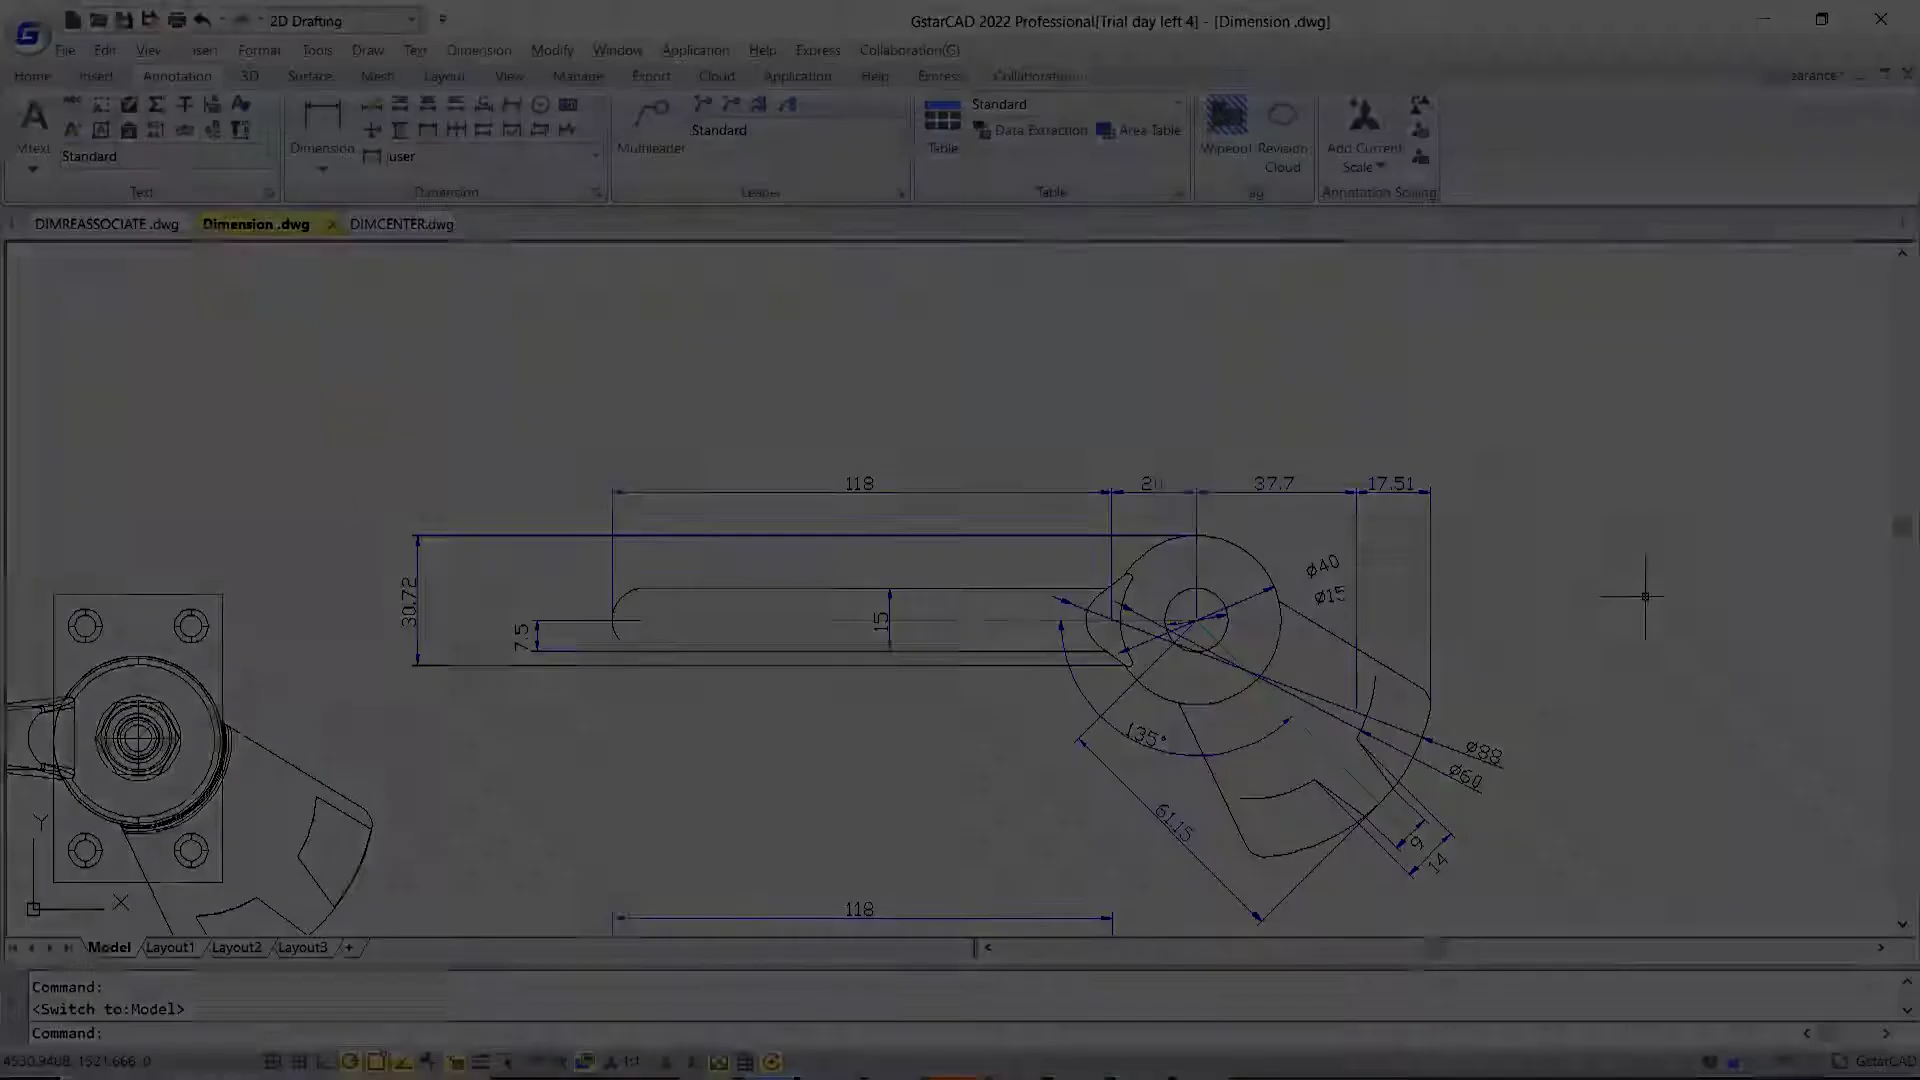 2D Drafting
GstarCAD 2022 Professional[Trial day left 4] - [Dimension .dwg]
File Edit View Format Tools Draw Text Dimension Modify Window Application Help Express Collaboration(G)
Home Insert Annotation 3D Surface Mesh Layout View Manage Export Cloud Application Help Express
Mtext
Standard
Text
Dimension
user
Dimension
Multileader
Standard
Leader
Table
Standard
Data Extraction Area Table
Table
Wipeout Revision Cloud
Add Current Scale
Annotation Scaling
DIMREASSOCIATE .dwg Dimension .dwg DIMCENTER.dwg
118 37.7 17.51
30.72
7.5
15
ø40
ø15
135°
ø88
ø60
61.15
9
14
Y
X
118
Model Layout1 Layout2 Layout3 +
Command:
<Switch to:Model>
Command:
1:1
GstarCAD